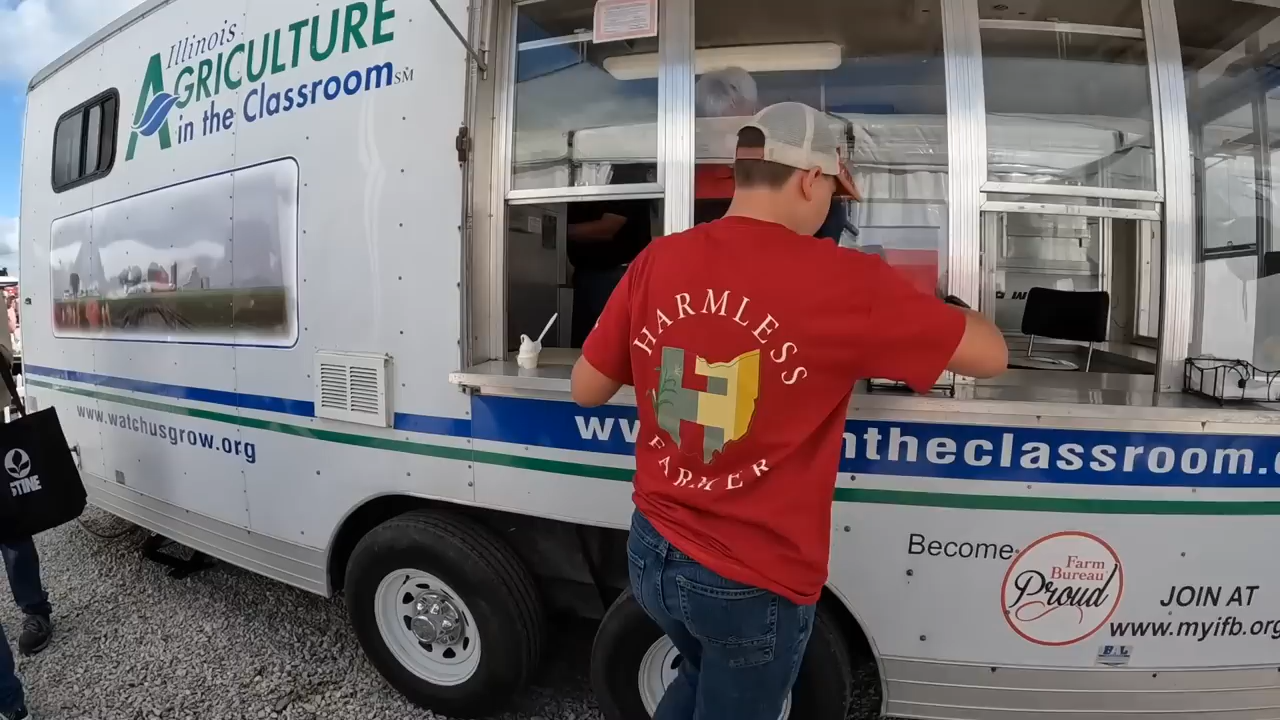 Illinois
AGRICULTURE
in the Classroom SM
www.watchusgrow.org
STINE
HARMLESS
H
FARMER
ntheclassroom.
Become
Farm
Bureau
Proud
JOIN AT
www.myifb.org